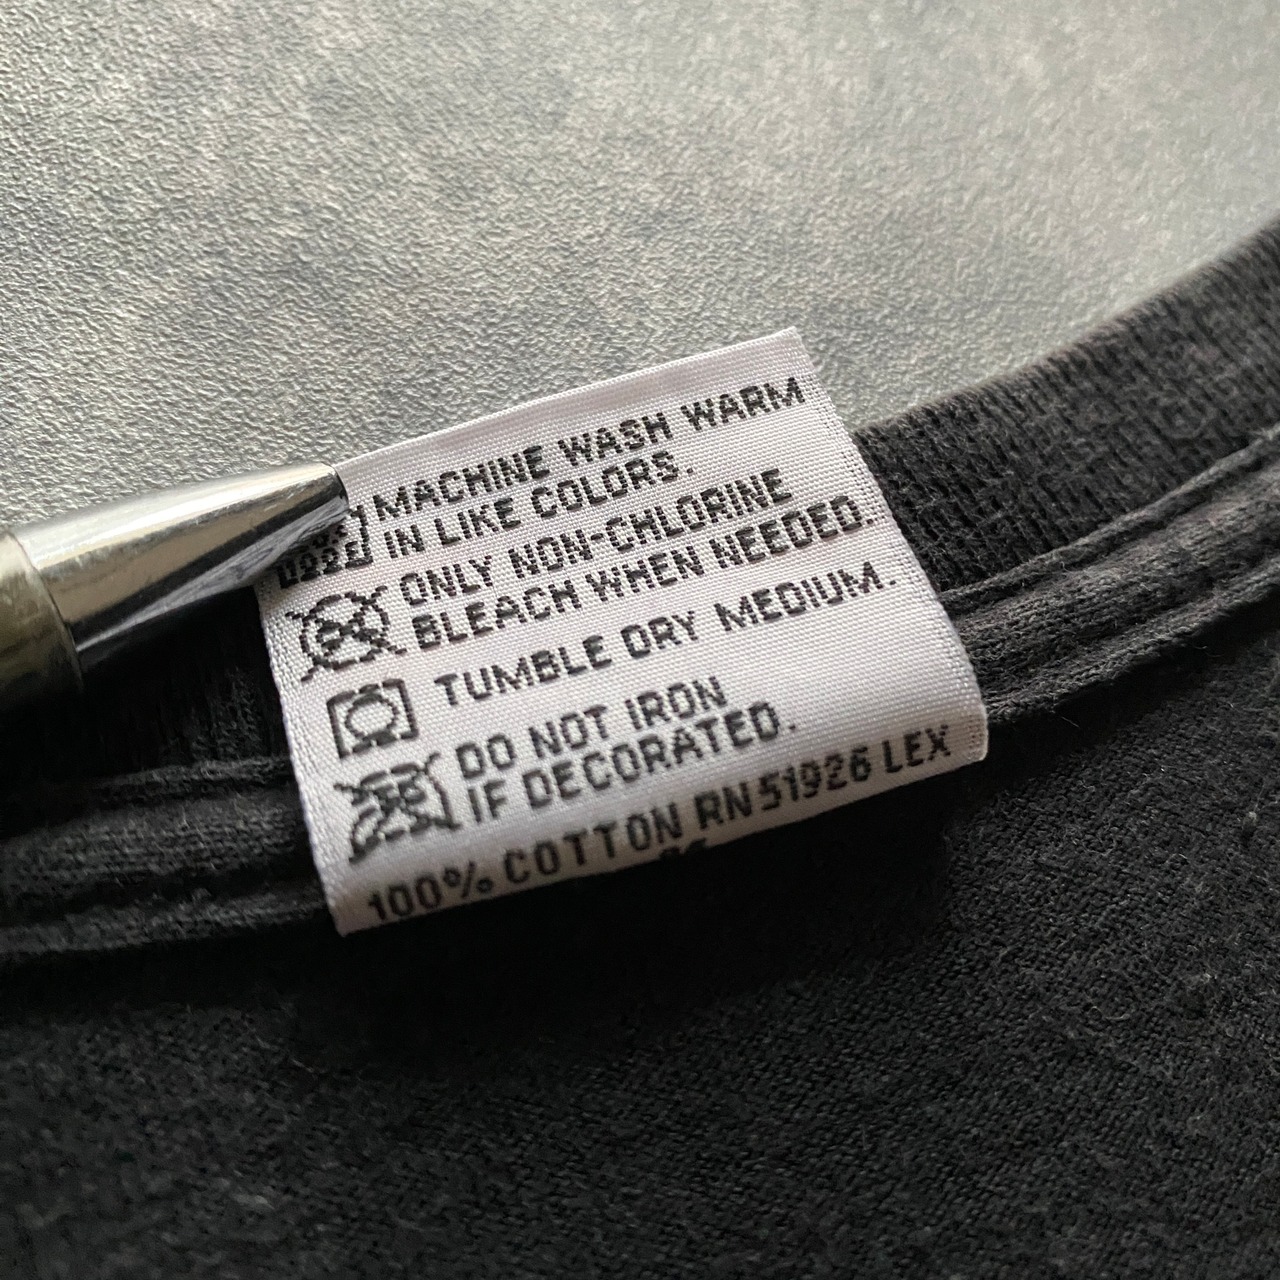 MACHINE WASH WARM
IN LIKE COLORS.
ONLY NON-CHLORINE
BLEACH WHEN NEEDED.
TUMBLE DRY MEDIUM.
DO NOT IRON
IF DECORATED.
100% COTTON RN 51926 LEX